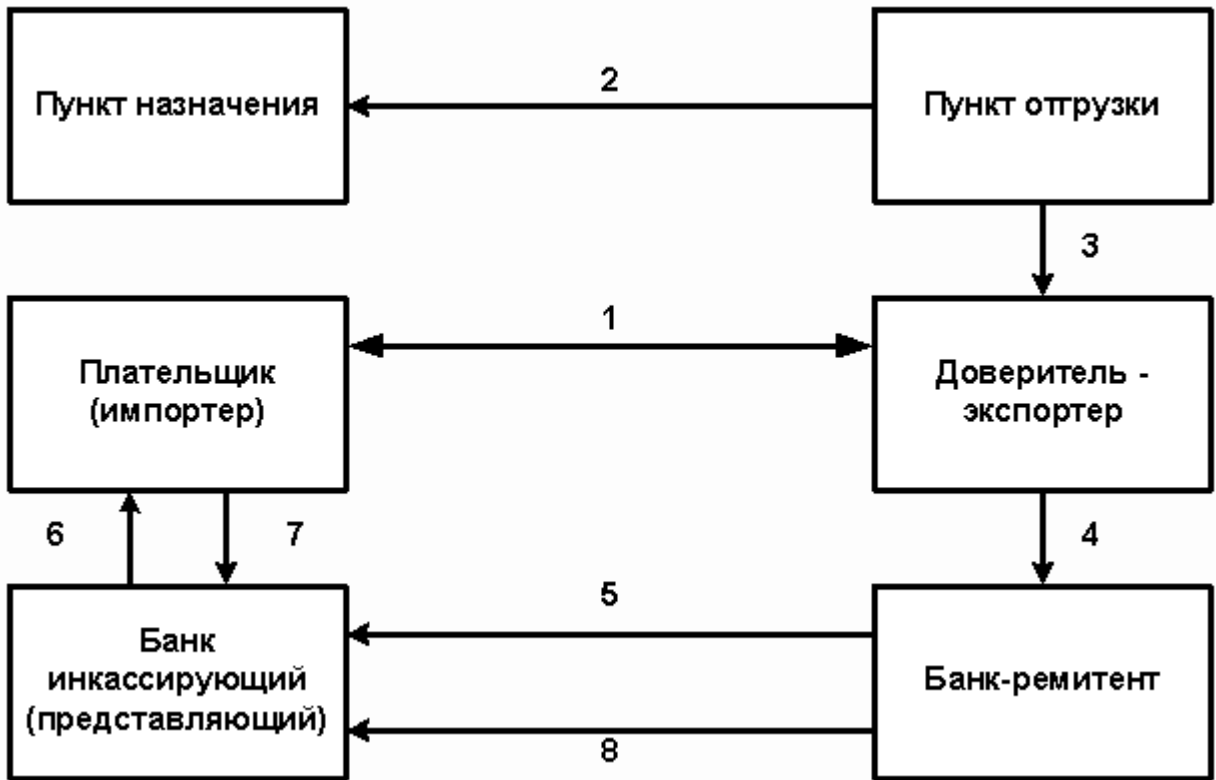 Пункт назначения
2
Пункт отгрузки
3
Плательщик
(импортер)
1
Доверитель -
экспортер
6
7
4
Банк
инкассирующий
(представляющий)
5
8
Банк-ремитент